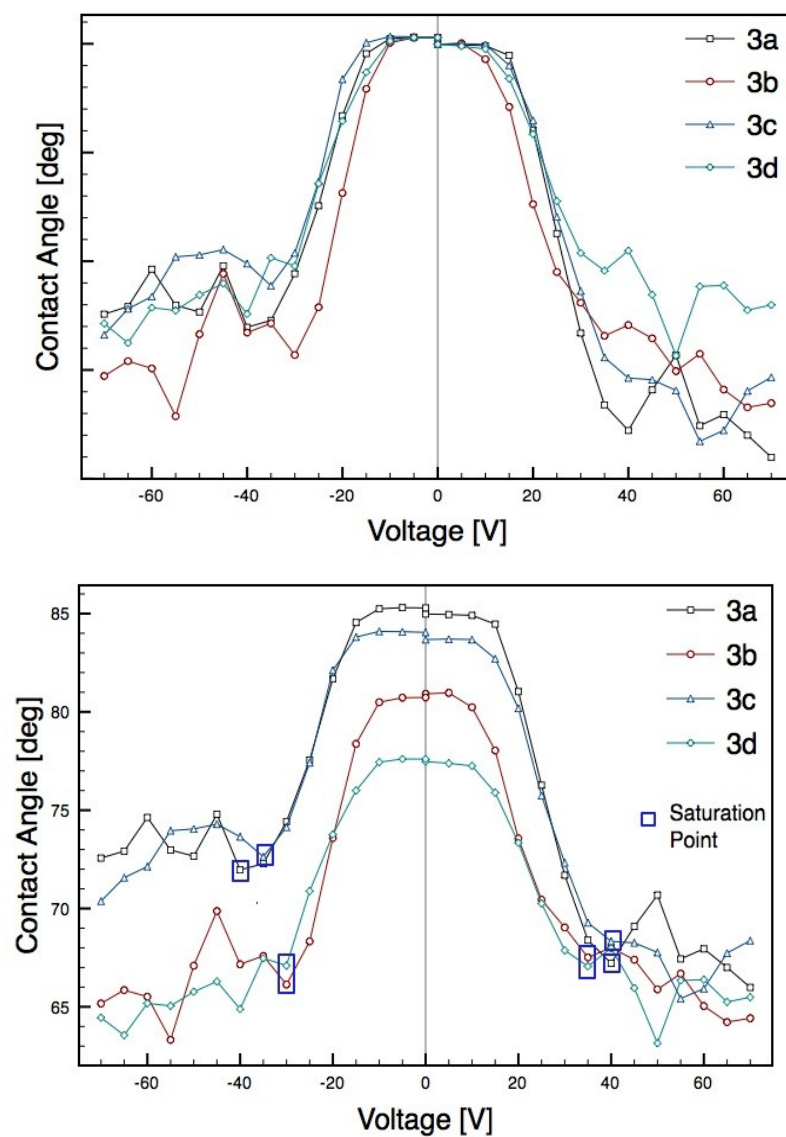 3a
3b
3c
3d
Contact Angle [deg]
-60 -40 -20 0 20 40 60
Voltage [V]
85
80
75
70
65
3a
3b
3c
3d
Saturation
Point
Contact Angle [deg]
-60 -40 -20 0 20 40 60
Voltage [V]